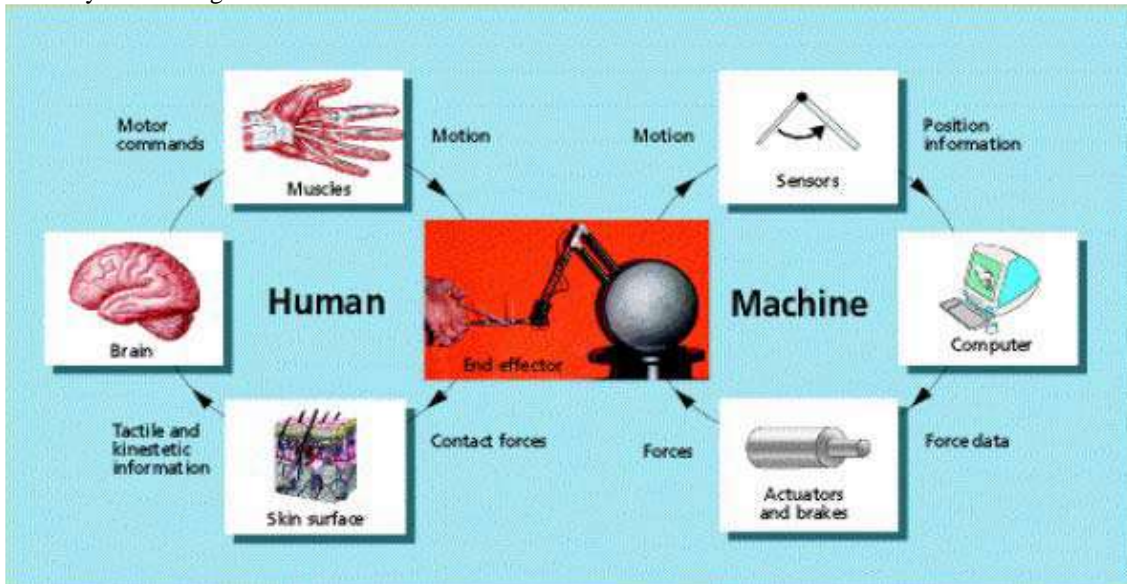 Motor
commands
Muscles
Motion
Motion
Sensors
Position
information
Brain
Human
End effector
Machine
Computer
Tactile and
kinestetic
information
Skin surface
Contact forces
Forces
Actuators
and brakes
Force data